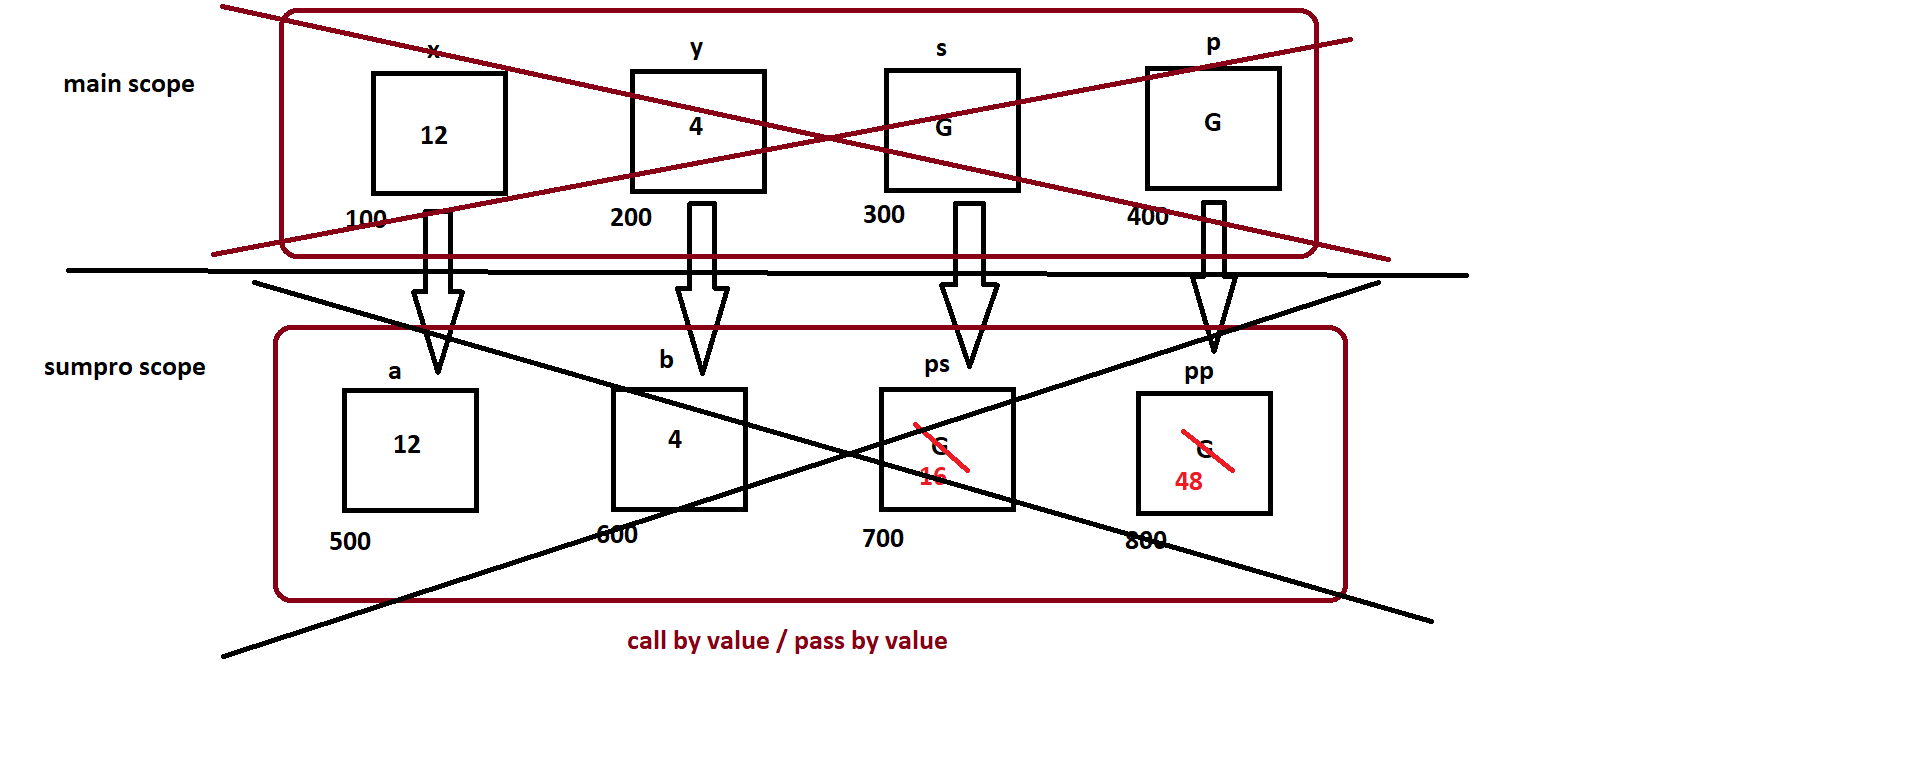 main scope
x
y
s
p
12
4
G
G
100
200
300
400
sumpro scope
a
b
ps
pp
12
4
G
G
16
48
500
600
700
800
call by value / pass by value